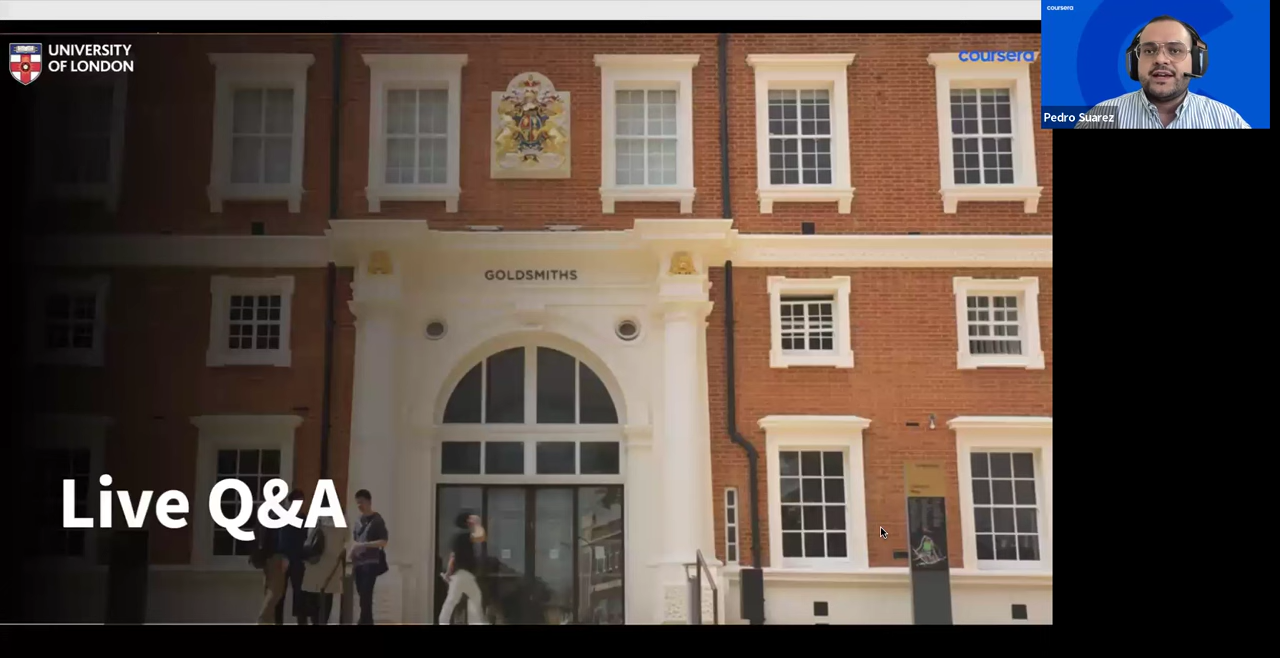 UNIVERSITY
OF LONDON
coursera
coursera
Pedro Suarez
GOLDSMITHS
Live Q&A